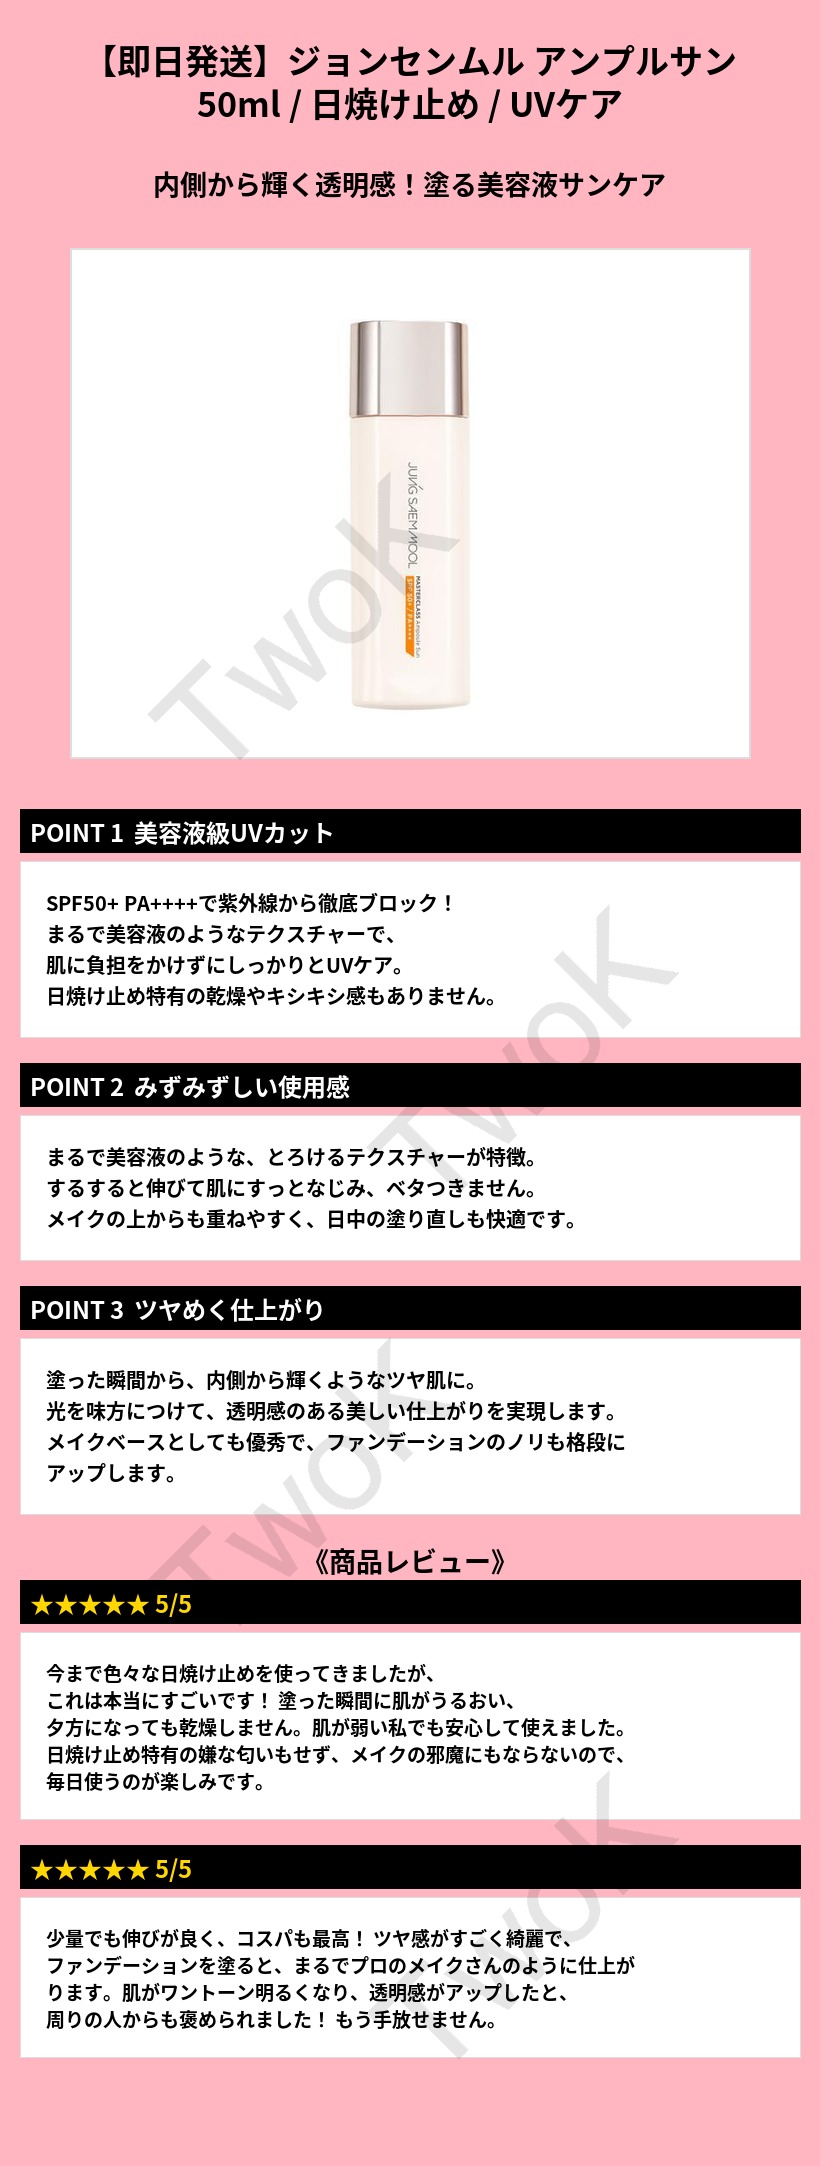 【即日発送】ジョンセンムル アンプルサン
50ml / 日焼け止め / UVケア
内側から輝く透明感！塗る美容液サンケア
JUNG SAEM MOOL
MASTERCLASS Ampoule Sun
SPF 50+ / PA++++
TwoK
POINT 1 美容液級UVカット
SPF50+ PA++++で紫外線から徹底ブロック！
まるで美容液のようなテクスチャーで、
肌に負担をかけずにしっかりとUVケア。
日焼け止め特有の乾燥やキシキシ感もありません。
TwoK
POINT 2 みずみずしい使用感
まるで美容液のような、とろけるテクスチャーが特徴。
するすると伸びて肌にすっとなじみ、ベタつきません。
メイクの上からも重ねやすく、日中の塗り直しも快適です。
POINT 3 ツヤめく仕上がり
塗った瞬間から、内側から輝くようなツヤ肌に。
光を味方につけて、透明感のある美しい仕上がりを実現します。
メイクベースとしても優秀で、ファンデーションのノリも格段に
アップします。
TwoK
《商品レビュー》
★★★★★ 5/5
今まで色々な日焼け止めを使ってきましたが、
これは本当にすごいです！ 塗った瞬間に肌がうるおい、
夕方になっても乾燥しません。肌が弱い私でも安心して使えました。
日焼け止め特有の嫌な匂いもせず、メイクの邪魔にもならないので、
毎日使うのが楽しみです。
TwoK
★★★★★ 5/5
少量でも伸びが良く、コスパも最高！ ツヤ感がすごく綺麗で、
ファンデーションを塗ると、まるでプロのメイクさんのように仕上が
ります。肌がワントーン明るくなり、透明感がアップしたと、
周りの人からも褒められました！ もう手放せません。